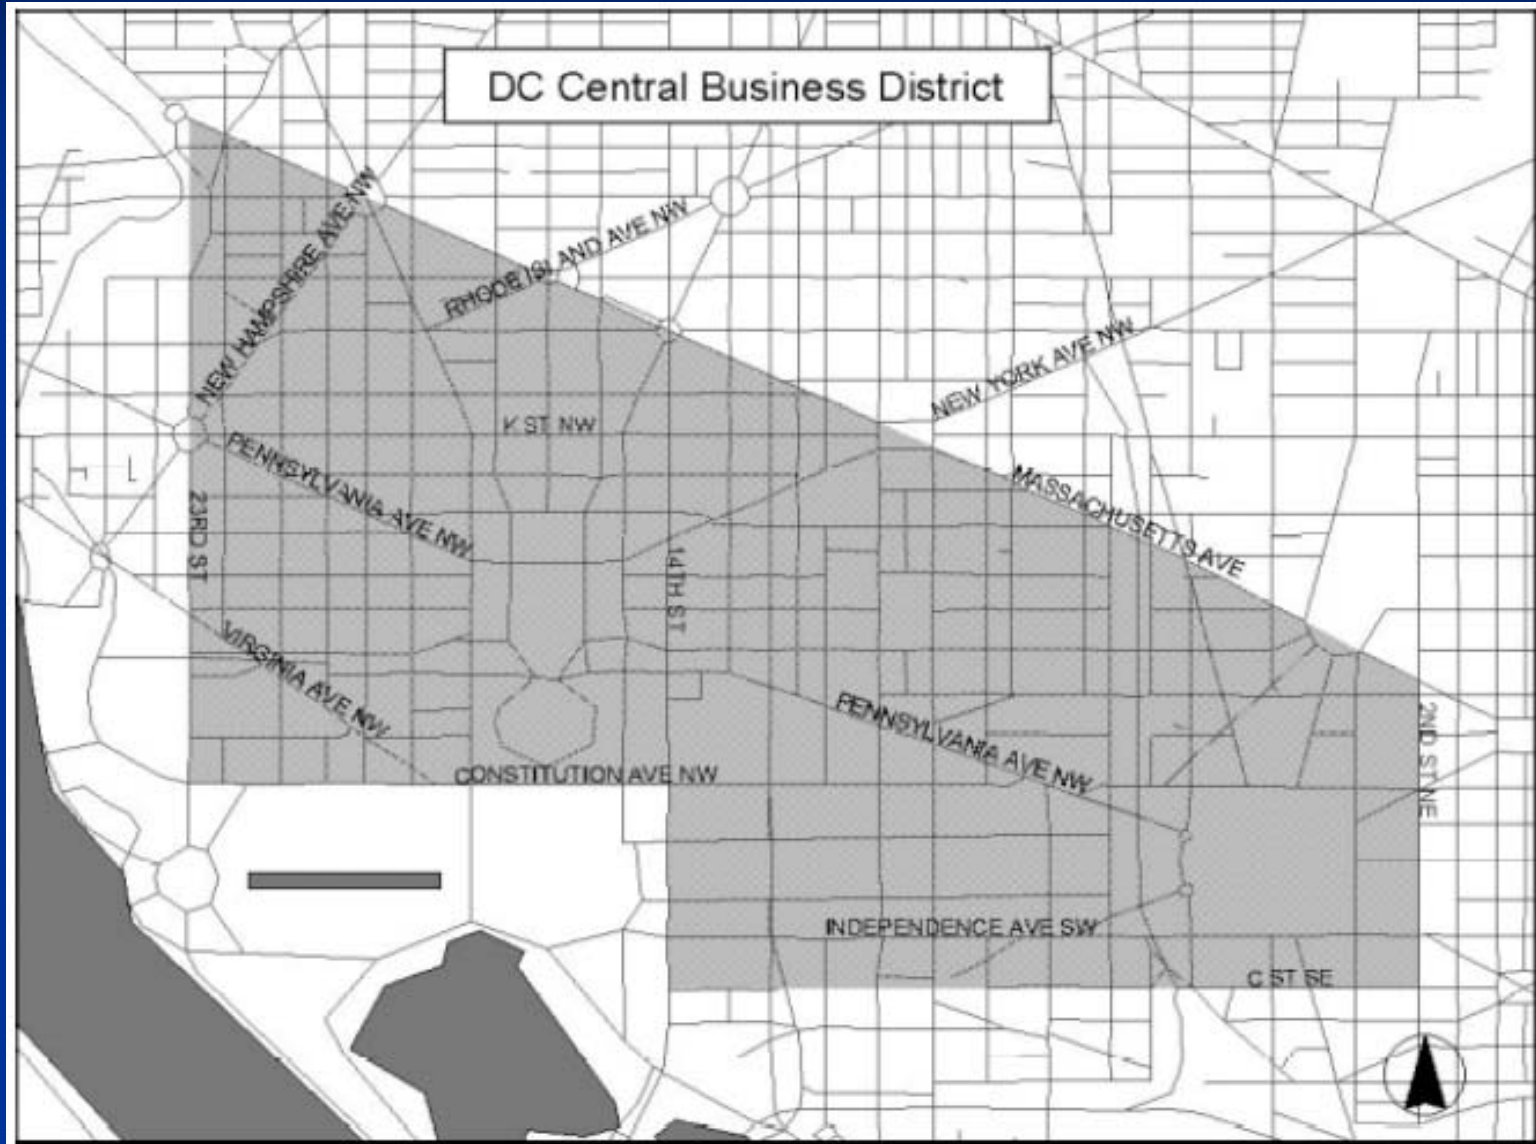 DC Central Business District
NEW HAMPSHIRE AVE NW
RHODE ISLAND AVE NW
NEW YORK AVE NW
K ST NW
PENNSYLVANIA AVE NW
MASSACHUSETTS AVE
23RD ST
14TH ST
VIRGINIA AVE NW
PENNSYLVANIA AVE NW
2ND ST NE
CONSTITUTION AVE NW
INDEPENDENCE AVE SW
C ST SE